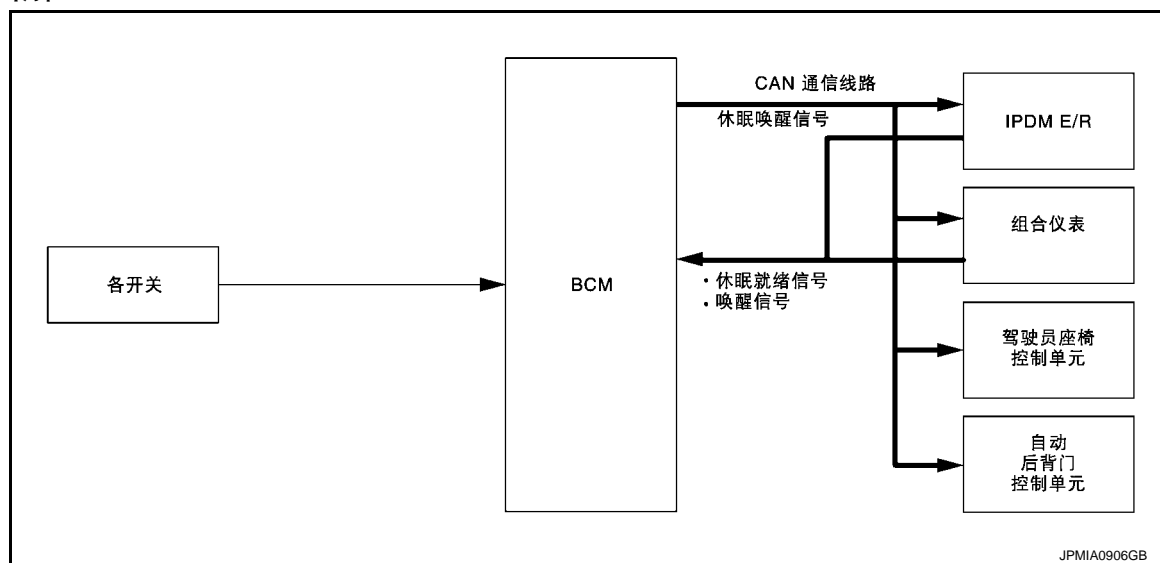 CAN 通信线路
休眠唤醒信号
IPDM E/R
组合仪表
各开关
BCM
・休眠就绪信号
・唤醒信号
驾驶员座椅
控制单元
自动
后背门
控制单元
JPMIA0906GB